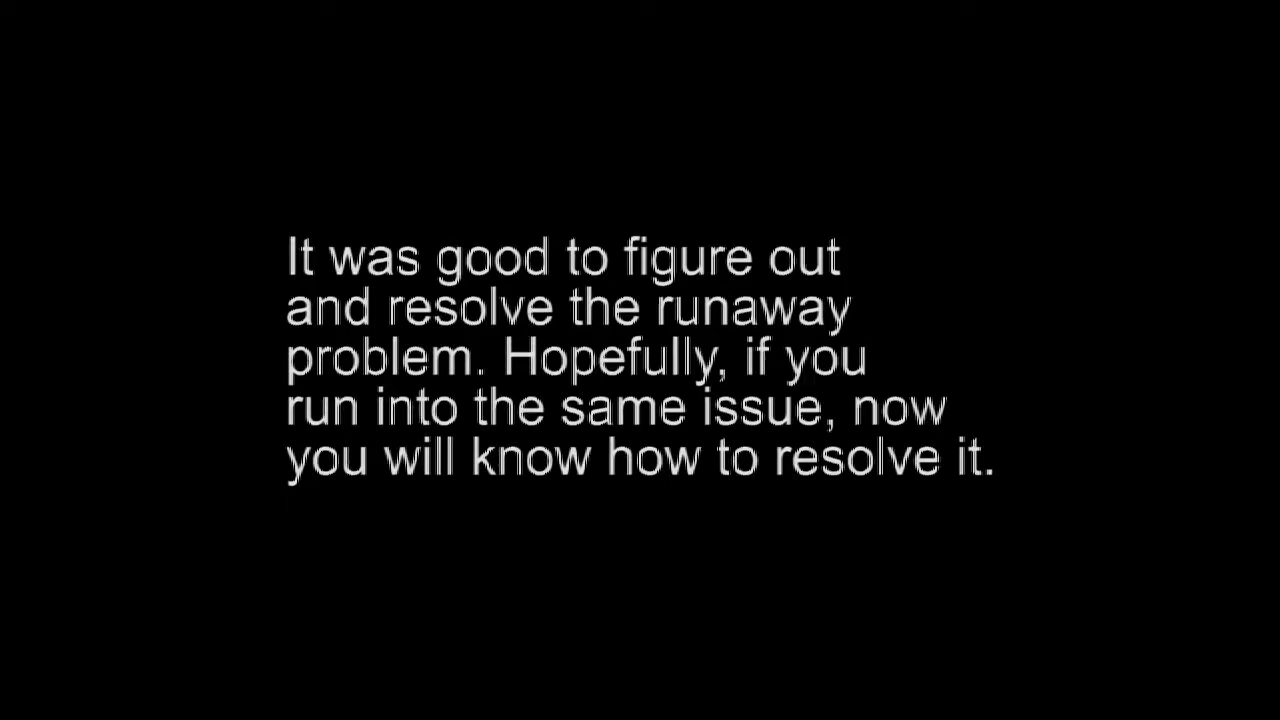 It was good to figure out
and resolve the runaway
problem. Hopefully, if you
run into the same issue, now
you will know how to resolve it.